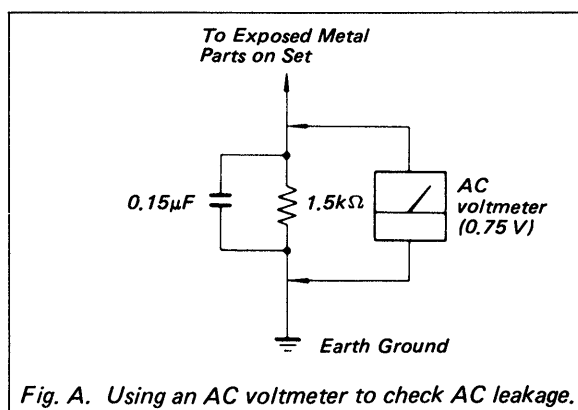 To Exposed Metal
Parts on Set
0.15μF
1.5kΩ
AC
voltmeter
(0.75 V)
Earth Ground
Fig. A. Using an AC voltmeter to check AC leakage.